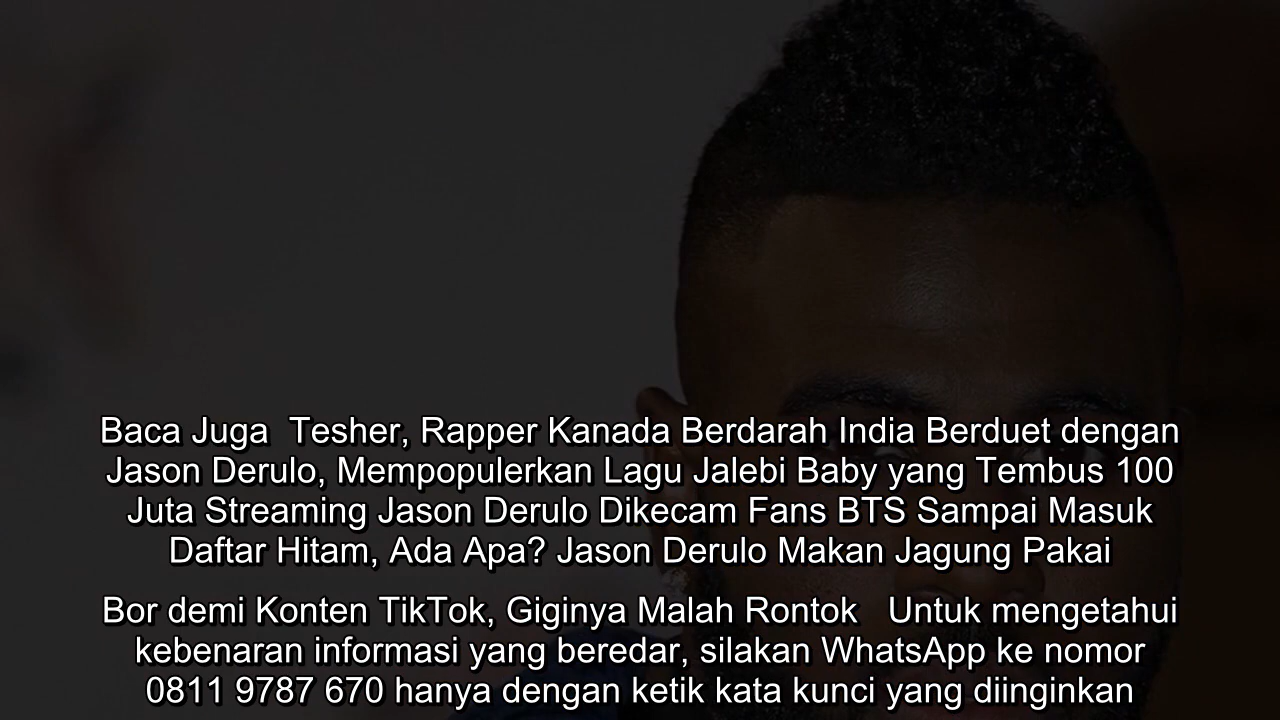 Baca Juga  Tesher, Rapper Kanada Berdarah India Berduet dengan
Jason Derulo, Mempopulerkan Lagu Jalebi Baby yang Tembus 100
Juta Streaming Jason Derulo Dikecam Fans BTS Sampai Masuk
Daftar Hitam, Ada Apa? Jason Derulo Makan Jagung Pakai
Bor demi Konten TikTok, Giginya Malah Rontok   Untuk mengetahui
kebenaran informasi yang beredar, silakan WhatsApp ke nomor
0811 9787 670 hanya dengan ketik kata kunci yang diinginkan